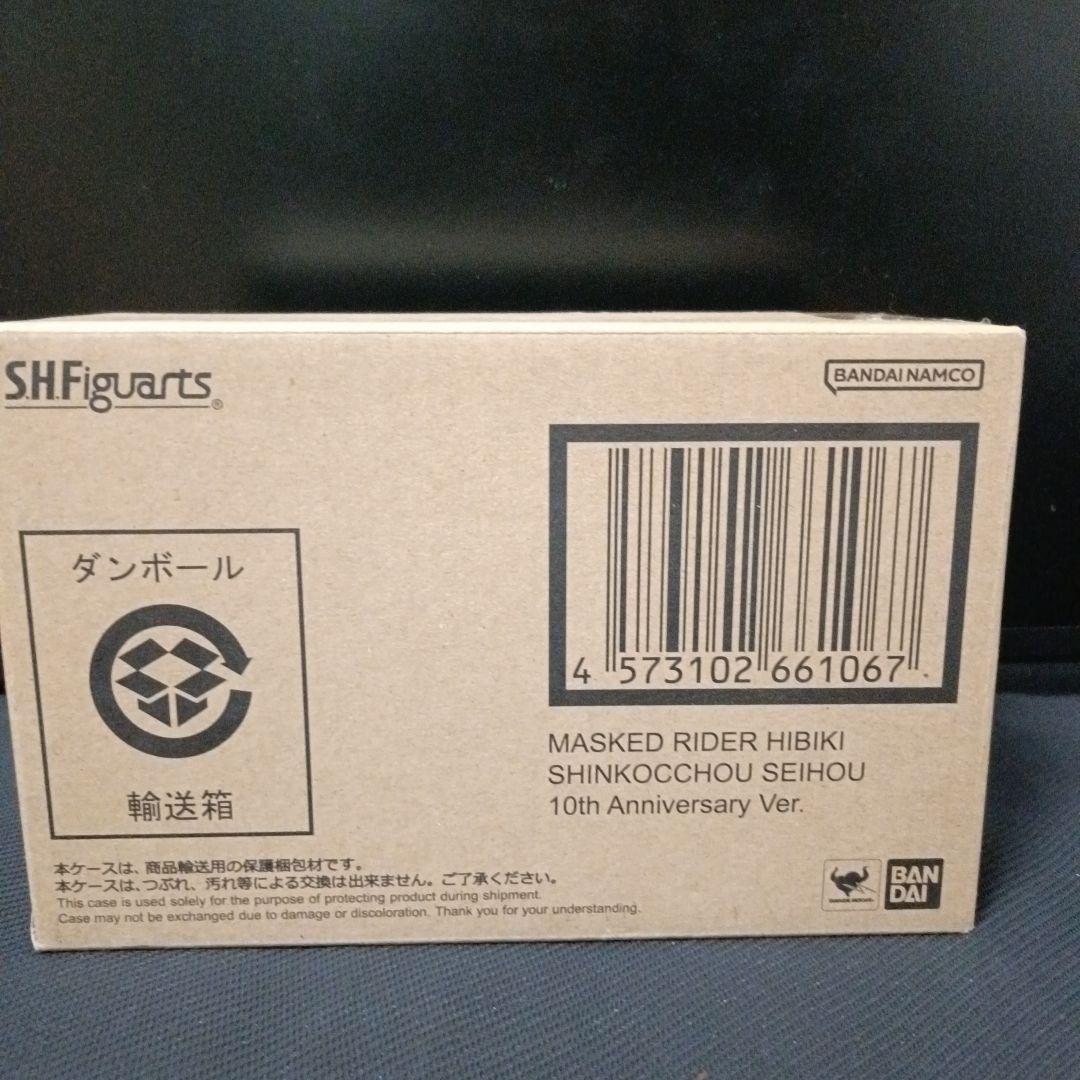 S.H.Figuarts®
BANDAI NAMCO
ダンボール
輸送箱
4 573102 661067
MASKED RIDER HIBIKI
SHINKOCCHOU SEIHOU
10th Anniversary Ver.
本ケースは、商品輸送用の保護梱包材です。
本ケースは、つぶれ、汚れ等による交換は出来ません。ご了承ください。
This case is used solely for the purpose of protecting product during shipment.
Case may not be exchanged due to damage or discoloration. Thank you for your understanding.
BAN
DAI